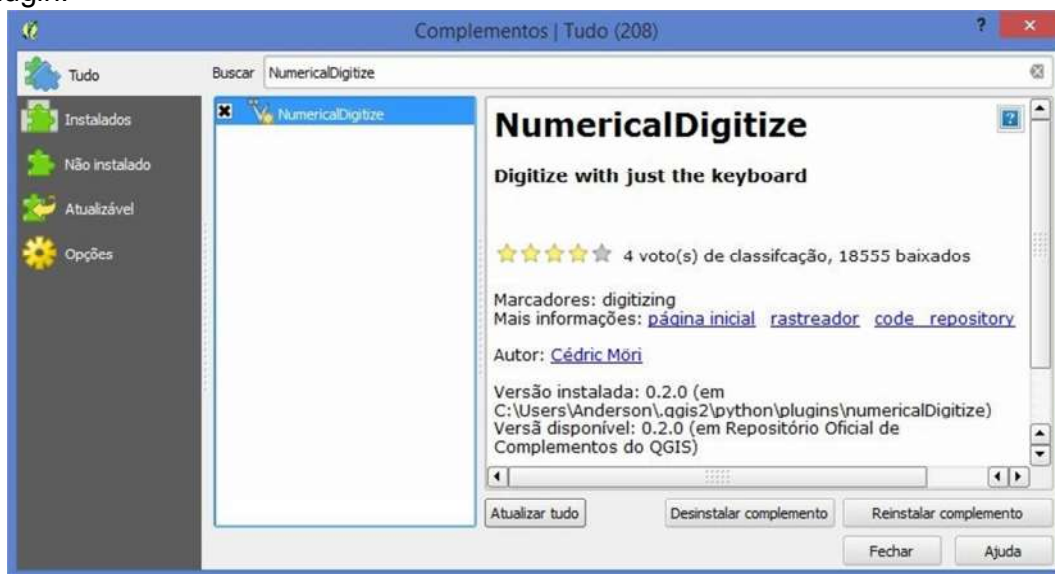 Complementos | Tudo (208)
?
Tudo
Buscar
NumericalDigitize
Instalados
Não instalado
Atualizável
Opções
NumericalDigitize
NumericalDigitize
Digitize with just the keyboard
4 voto(s) de classifcação, 18555 baixados
Marcadores: digitizing
Mais informações: página inicial rastreador code repository
Autor: Cédric Möri
Versão instalada: 0.2.0 (em
C:\Users\Anderson\.qgis2\python\plugins\numericalDigitize)
Versã disponível: 0.2.0 (em Repositório Oficial de
Complementos do QGIS)
Atualizar tudo
Desinstalar complemento
Reinstalar complemento
Fechar
Ajuda